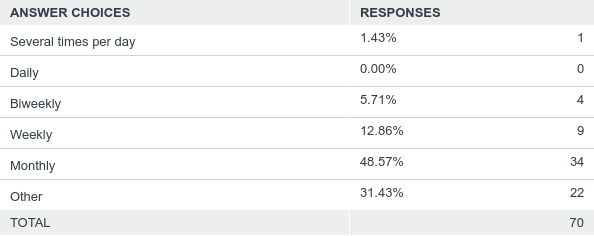 ANSWER CHOICES RESPONSES
Several times per day 1.43% 1
Daily 0.00% 0
Biweekly 5.71% 4
Weekly 12.86% 9
Monthly 48.57% 34
Other 31.43% 22
TOTAL 70